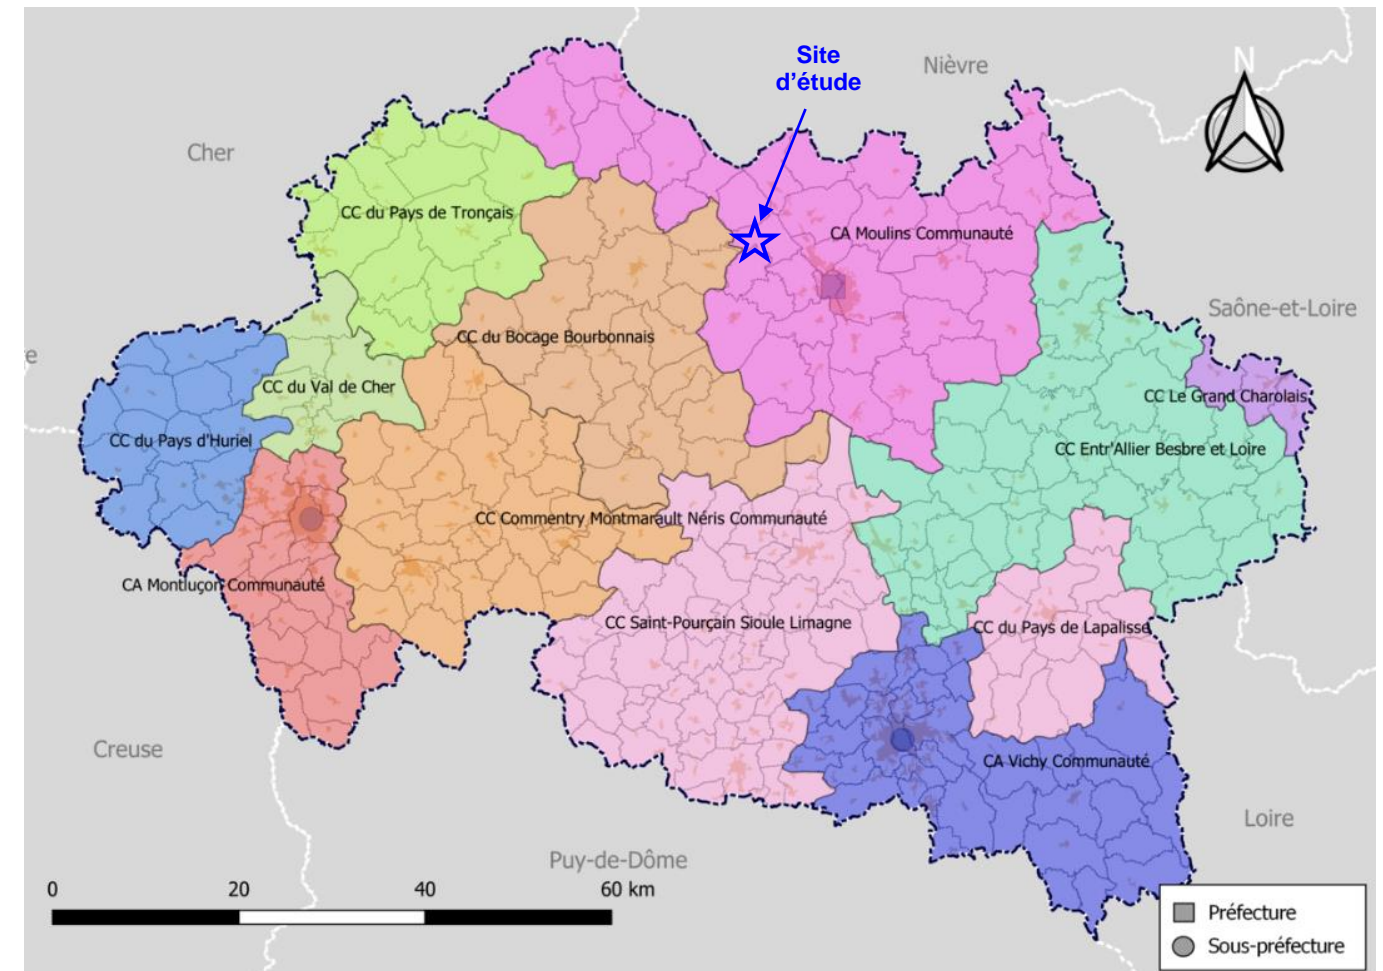 Site
d'étude
N
Nièvre
Cher
CC du Pays de Tronçais
CA Moulins Communauté
Saône-et-Loire
CC du Bocage Bourbonnais
e
CC du Val de Cher
CC Le Grand Charolais
CC du Pays d'Huriel
CC Entr'Allier Besbre et Loire
CC Commentry Montmarault Néris Communauté
CA Montluçon Communauté
CC Saint-Pourçain Sioule Limagne
CC du Pays de Lapalisse
Creuse
CA Vichy Communauté
Loire
Puy-de-Dôme
0 20 40 60 km
Préfecture
Sous-préfecture